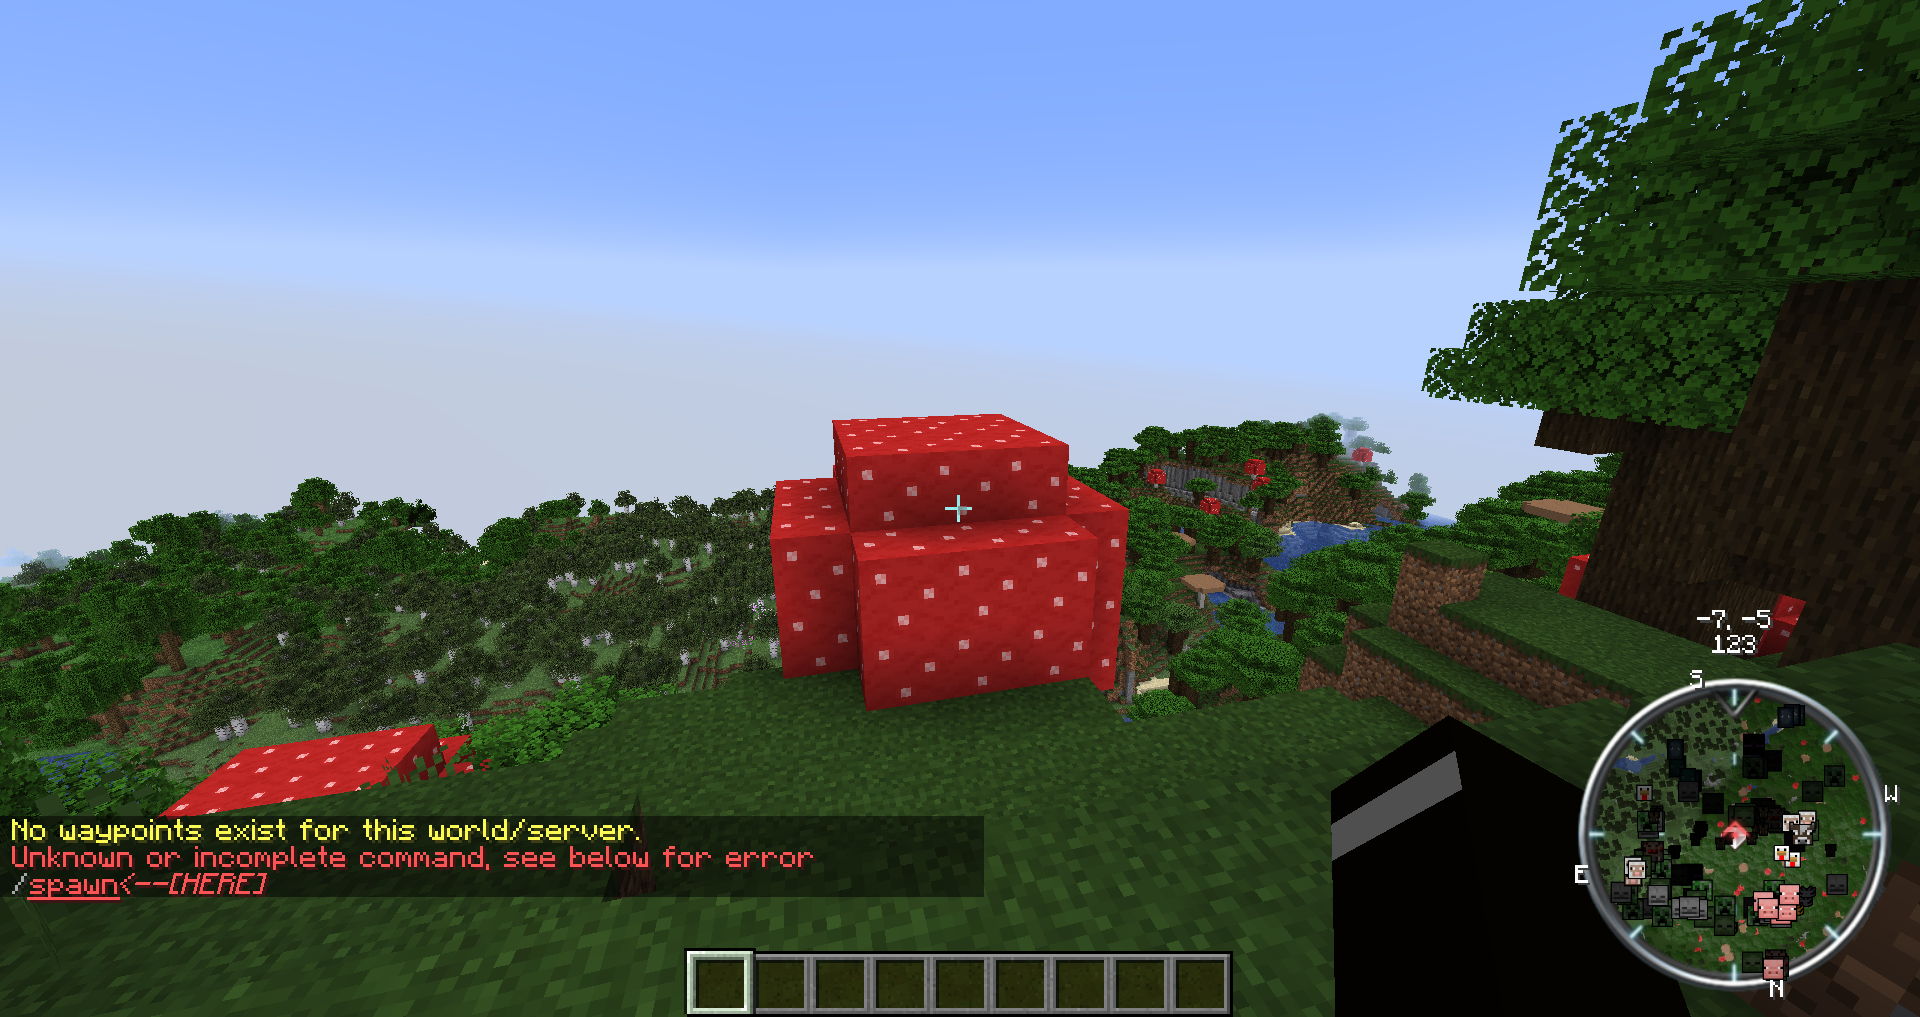 -7, -5
123
S
W
E
N
No waypoints exist for this world/server.
Unknown or incomplete command, see below for error
/spawn<--[HERE]